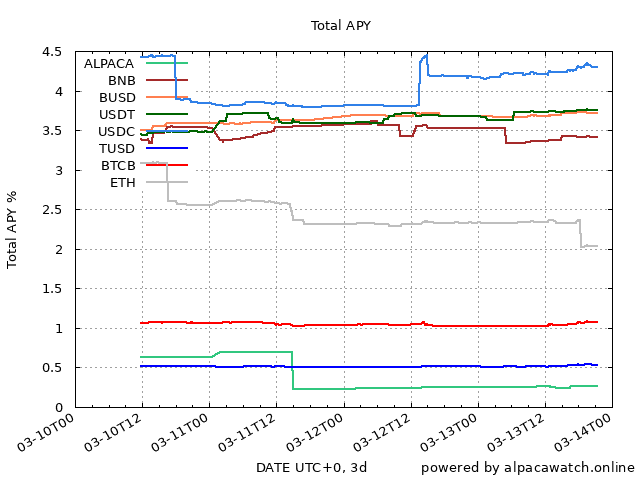 Total APY
Total APY %
4.5
4
3.5
3
2.5
2
1.5
1
0.5
0
ALPACA
BNB
BUSD
USDT
USDC
TUSD
BTCB
ETH
03-10T00
03-10T12
03-11T00
03-11T12
03-12T00
03-12T12
03-13T00
03-13T12
03-14T00
DATE UTC+0, 3d
powered by alpacawatch.online